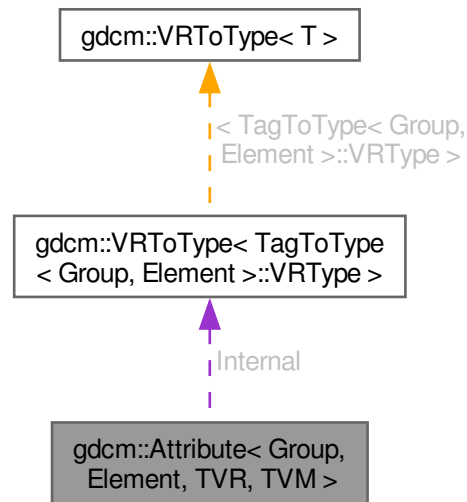 gdcm::VRToType< T >
< TagToType< Group,
Element >::VRType >
gdcm::VRToType< TagToType
< Group, Element >::VRType >
Internal
gdcm::Attribute< Group,
Element, TVR, TVM >